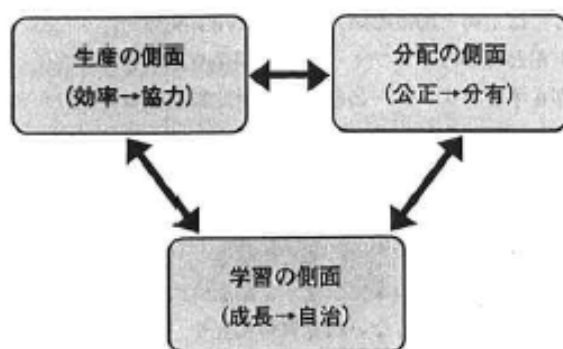 生産の側面
(効率→協力)
分配の側面
(公正→分有)
学習の側面
(成長→自治)